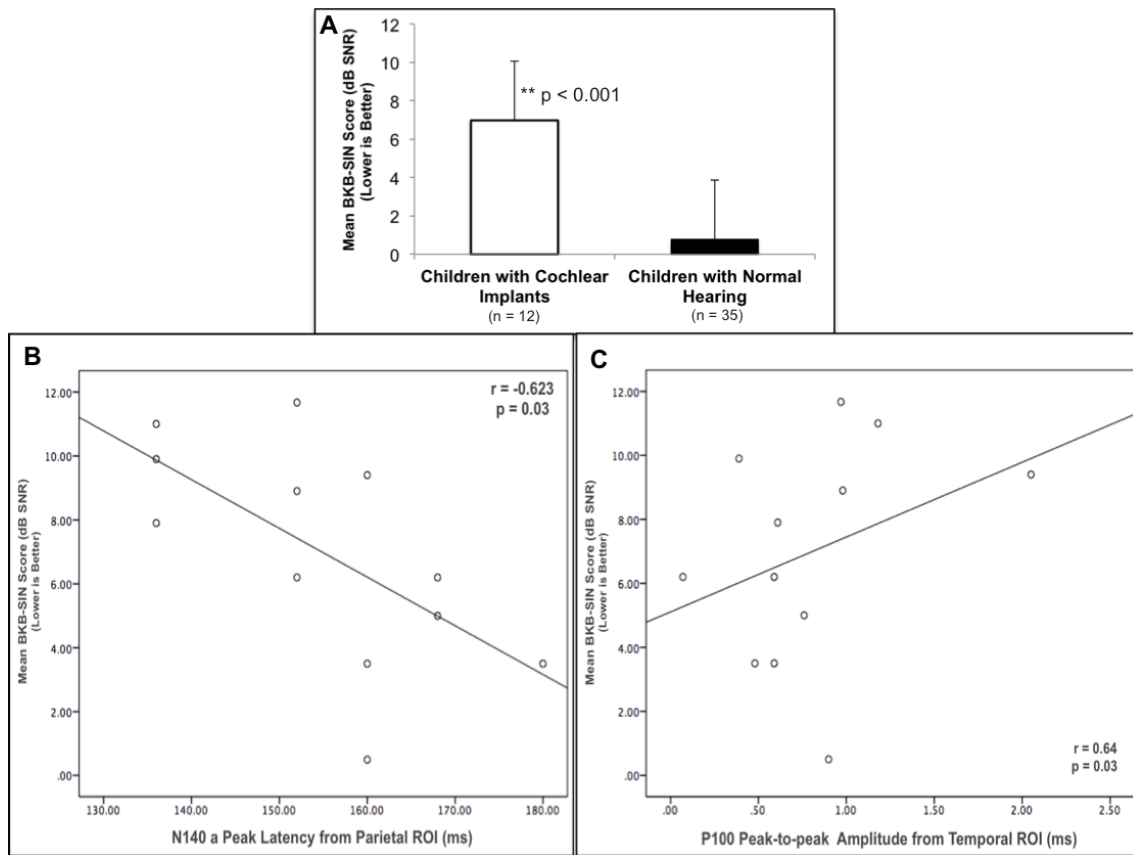 A
Mean BKB-SIN Score (dB SNR)
(Lower is Better)
12
10
8
6
4
2
0
** p < 0.001
Children with Cochlear
Implants
(n = 12)
Children with Normal
Hearing
(n = 35)
B
Mean BKB-SIN Score (dB SNR)
(Lower is Better)
12.00
10.00
8.00
6.00
4.00
2.00
.00
r = -0.623
p = 0.03
130.00 140.00 150.00 160.00 170.00 180.00
N140 a Peak Latency from Parietal ROI (ms)
C
Mean BKB-SIN Score (dB SNR)
(Lower is Better)
12.00
10.00
8.00
6.00
4.00
2.00
.00
r = 0.64
p = 0.03
.00 .50 1.00 1.50 2.00 2.50
P100 Peak-to-peak Amplitude from Temporal ROI (ms)